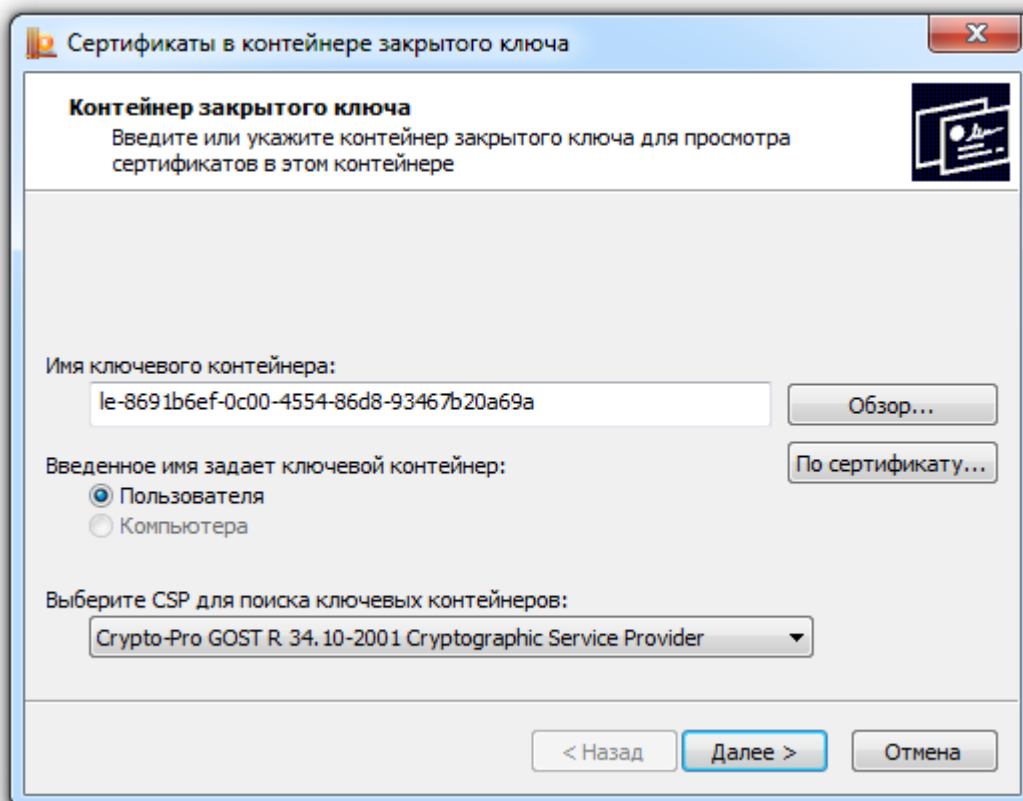 Сертификаты в контейнере закрытого ключа
Контейнер закрытого ключа
Введите или укажите контейнер закрытого ключа для просмотра
сертификатов в этом контейнере
Имя ключевого контейнера:
le-8691b6ef-0c00-4554-86d8-93467b20a69a
Обзор...
Введенное имя задает ключевой контейнер:
По сертификату...
Пользователя
Компьютера
Выберите CSP для поиска ключевых контейнеров:
Crypto-Pro GOST R 34.10-2001 Cryptographic Service Provider
< Назад
Далее >
Отмена